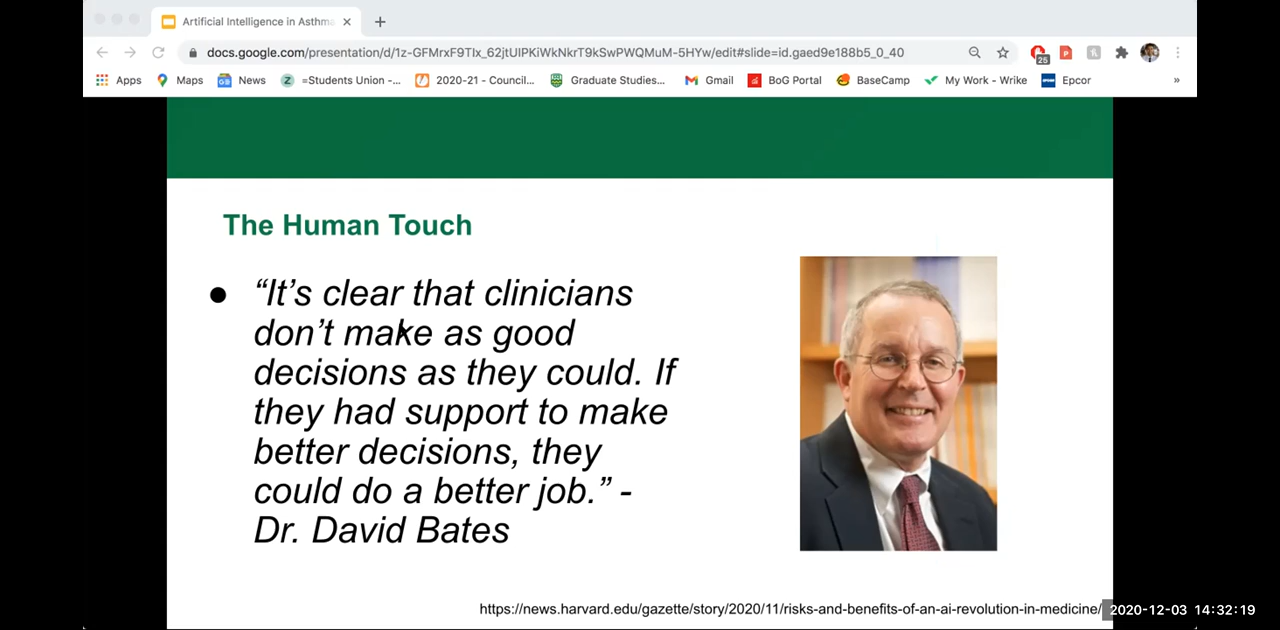 Artificial Intelligence in Asthma
docs.google.com/presentation/d/1z-GFMrxF9TIx_62jtUIPKiWkNkrT9kSwPWQMuM-5HYw/edit#slide=id.gaed9e188b5_0_40
25
Apps Maps News =Students Union -... 2020-21 - Council... Graduate Studies... Gmail BoG Portal BaseCamp My Work - Wrike Epcor »
The Human Touch
● “It’s clear that clinicians
don’t make as good
decisions as they could. If
they had support to make
better decisions, they
could do a better job.” -
Dr. David Bates
https://news.harvard.edu/gazette/story/2020/11/risks-and-benefits-of-an-ai-revolution-in-medicine/
2020-12-03 14:32:19